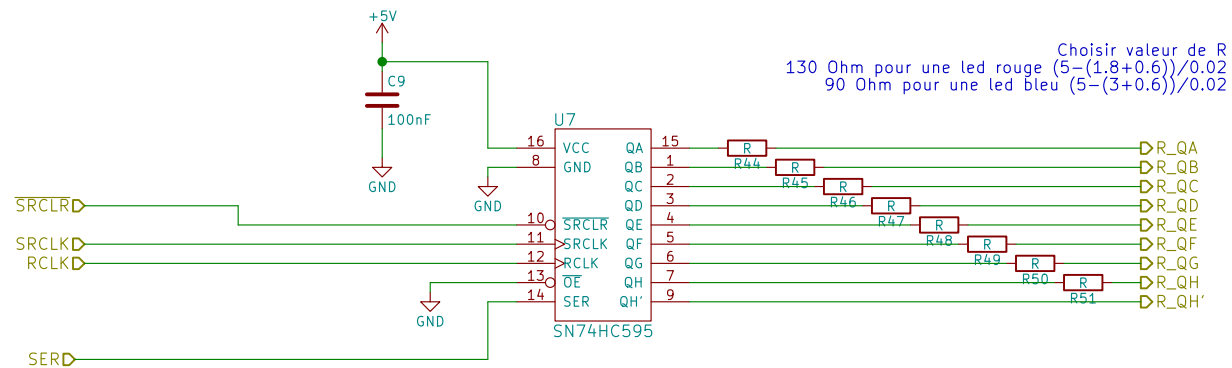 +5V
Choisir valeur de R
130 Ohm pour une led rouge (5-(1.8+0.6))/0.02
90 Ohm pour une led bleu (5-(3+0.6))/0.02
C9
100nF
GND
U7
16 VCC QA 15 R R44 R_QA
8 GND QB 1 R R45 R_QB
GND
QC 2 R R46 R_QC
SRCLR QD 3 R R47 R_QD
10 SRCLR QE 4 R R48 R_QE
SRCLK 11 SRCLK QF 5 R R49 R_QF
RCLK 12 RCLK QG 6 R R50 R_QG
13 OE QH 7 R R51 R_QH
GND
14 SER QH' 9 R_QH'
SN74HC595
SER